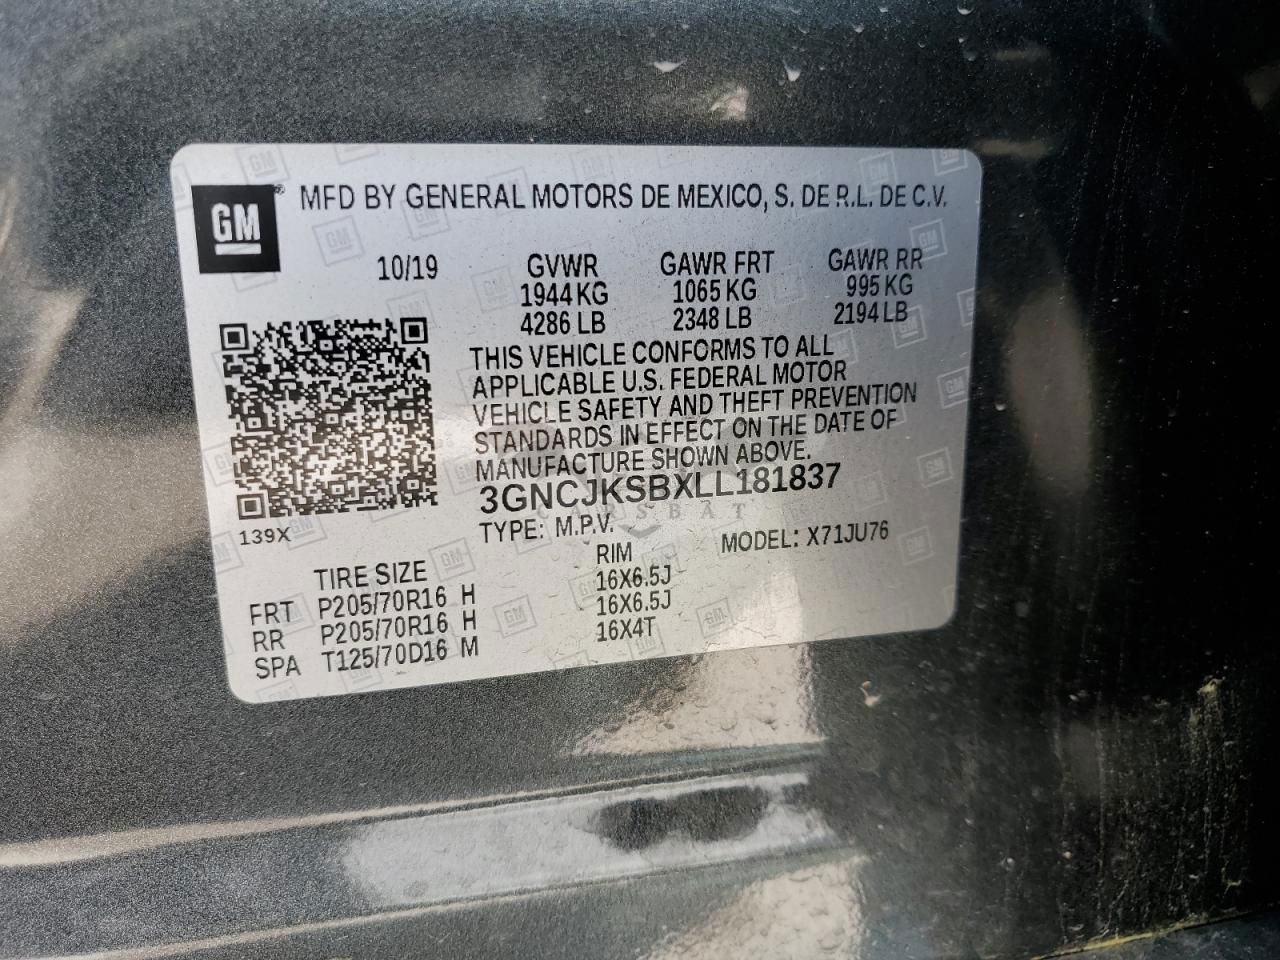 GM® MFD BY GENERAL MOTORS DE MEXICO, S. DE R.L. DE C.V.
10/19 GVWR GAWR FRT GAWR RR
1944 KG 1065 KG 995 KG
4286 LB 2348 LB 2194 LB
THIS VEHICLE CONFORMS TO ALL
APPLICABLE U.S. FEDERAL MOTOR
VEHICLE SAFETY AND THEFT PREVENTION
STANDARDS IN EFFECT ON THE DATE OF
MANUFACTURE SHOWN ABOVE.
3GNCJKSBXLL181837
CARSBAT
139X
TYPE: M.P.V. MODEL: X71JU76
TIRE SIZE RIM
FRT P205/70R16 H 16X6.5J
RR P205/70R16 H 16X6.5J
SPA T125/70D16 M 16X4T